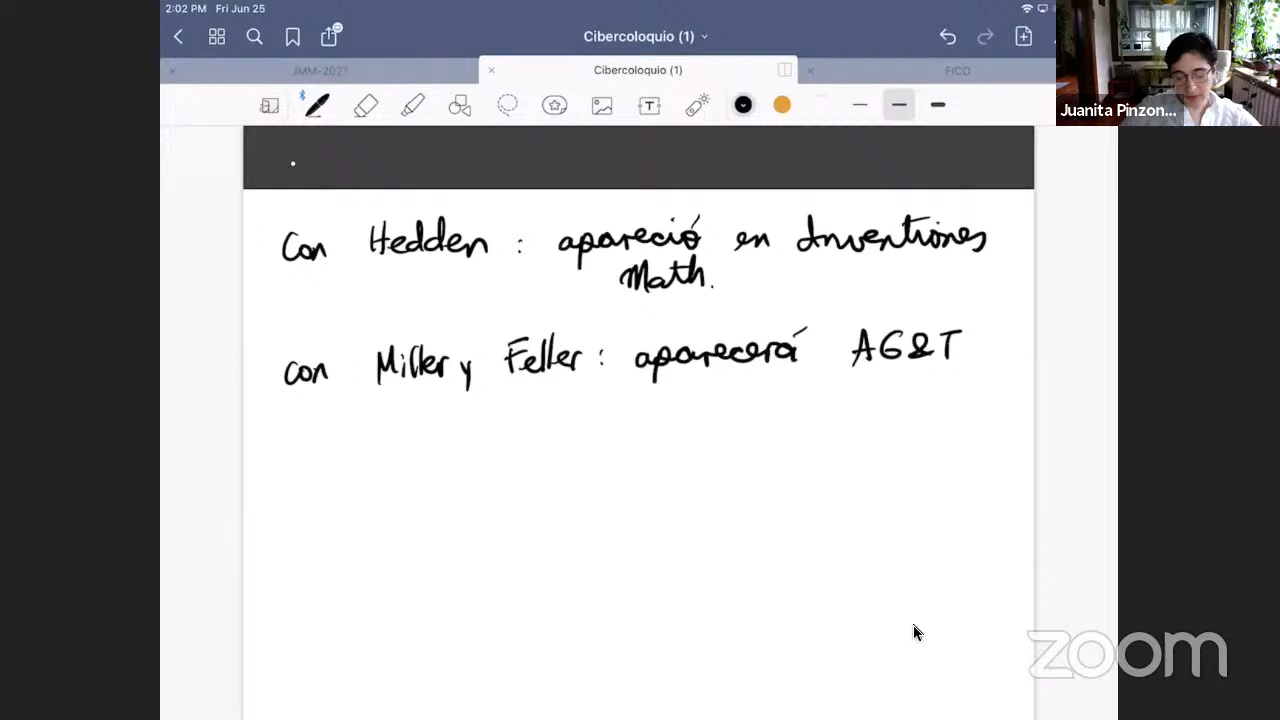 2:02 PM Fri Jun 25
Cibercoloquio (1)
JMM-2021
Cibercoloquio (1)
FICO
T
Juanita Pinzon...
Con Hedden : apareció en Inventiones
Math.
con Miller y Feller : aparecerá AG&T
zoom